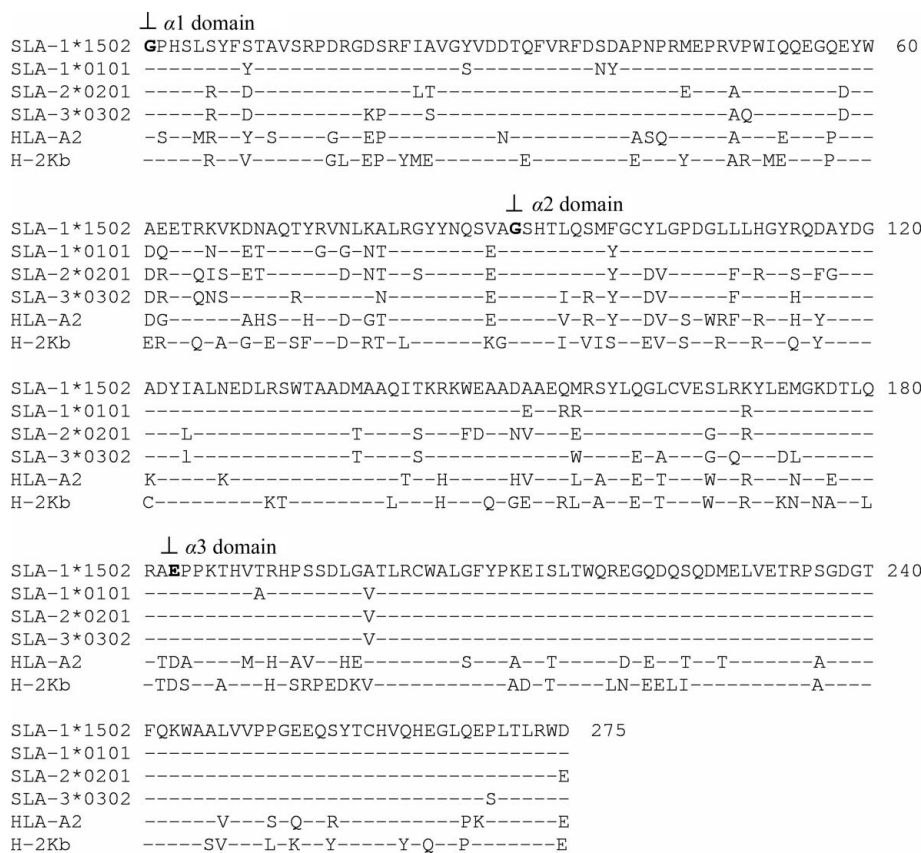 ⊥ α1 domain
SLA-1*1502 GPHSLSYFSTAVSRPDRGDSRFIAVGYVDDTQFVRFDSDAPNPRMEPRVPWIQQEGQEYW 60
SLA-1*0101 --------Y-----------------S----------NY---------------------
SLA-2*0201 -----R--D-------------LT--------------------E---A--------D--
SLA-3*0302 -----R--D---------KP---S------------------------AQ-------D--
HLA-A2 -S--MR--Y-S----G--EP---------N----------ASQ-----A---E---P---
H-2Kb -----R--V------GL-EP-YME-------E--------E---Y---AR-ME---P---
⊥ α2 domain
SLA-1*1502 AEETRKVKDNAQTYRVNLKALRGYYNQSVAGSHTLQSMFGCYLGPDGLLLHGYRQDAYDG 120
SLA-1*0101 DQ---N--ET----R-G-NT--------E---------Y---------------------
SLA-2*0201 DR--QIS-ET------D-NT--S-----E---------Y--DV-----F-R--S-FG---
SLA-3*0302 DR--QNS-----R------N--------E-----I-R-Y--DV-----F----H------
HLA-A2 DG------AHS--H--D-GT--------E-----V-R-Y--DV-S-WRF-R--H-Y----
H-2Kb ER--Q-A-G-E-SF--D-RT-L------KG----I-VIS--EV-S--R--R--Q-Y----
SLA-1*1502 ADYIALNEDLRSWTAADMAAQITKRKWEAADAAEQMRSYLQGLCVESLRKYLEMGKDTLQ 180
SLA-1*0101 -------------------------------E--RR-------------R----------
SLA-2*0201 ---L-------------T----S---FD--NV---E----------G--R----------
SLA-3*0302 ---l-------------T----S------------W----E-A---G-Q---DL------
HLA-A2 K-----K--------------T--H-----HV---L-A--E-T---W--R---N--E---
H-2Kb C---------KT--------L---H---Q-GE--RL-A--E-T---W--R--KN-NA--L
⊥ α3 domain
SLA-1*1502 RAEPPKTHVTRHPSSDLGATLRCWALGFYPKEISLTWQREGQDQSQDMELVETRPSGDGT 240
SLA-1*0101 ---------A--------V-----------------------------------------
SLA-2*0201 ------------------------------------------------------------
SLA-3*0302 ------------------V-----------------------------------------
HLA-A2 -TDA----M-H-AV-HE--------S---A--T-----D-E--T--T-------A----
H-2Kb -TDS--A---H-SRPEDKV-----------AD-T----LN-EELI----------A----
SLA-1*1502 FQKWAALVVPPGEEQSYTCHVQHEGLQEPLTLRWD 275
SLA-1*0101 -----------------------------------
SLA-2*0201 ----------------------------------E
SLA-3*0302 ----------------------------S------
HLA-A2 ------V---S-Q--R----------PK------E
H-2Kb -----SV---L-K--Y-----Y-Q--P-------E